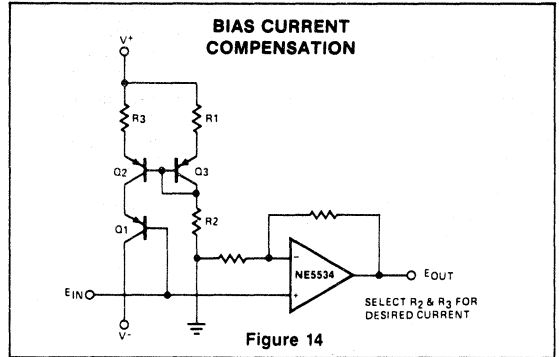 BIAS CURRENT
COMPENSATION
V+
R3
R1
Q2
Q3
Q1
R2
-
NE5534
+
EOUT
EIN
SELECT R2 & R3 FOR
DESIRED CURRENT
V-
Figure 14